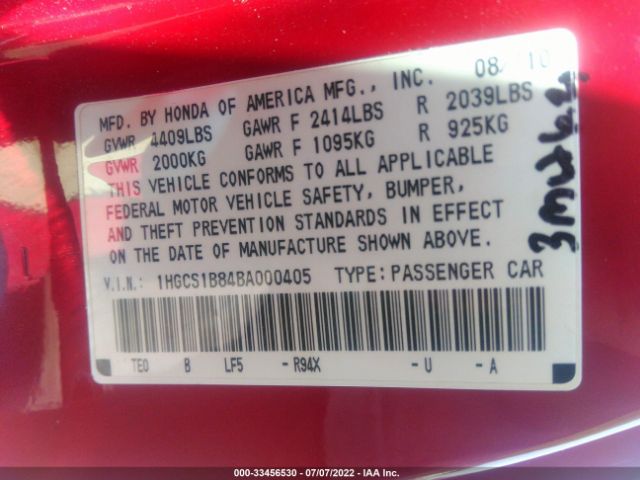 MFD. BY HONDA OF AMERICA MFG., INC. 08/10
GVWR 4409LBS GAWR F 2414LBS R 2039LBS
GVWR 2000KG GAWR F 1095KG R 925KG
THIS VEHICLE CONFORMS TO ALL APPLICABLE
FEDERAL MOTOR VEHICLE SAFETY, BUMPER,
AND THEFT PREVENTION STANDARDS IN EFFECT
ON THE DATE OF MANUFACTURE SHOWN ABOVE.
V.I.N.: 1HGCS1B84BA000405 TYPE: PASSENGER CAR
TE0 B LF5 - R94X - U - A
000-33456530 - 07/07/2022 - IAA Inc.